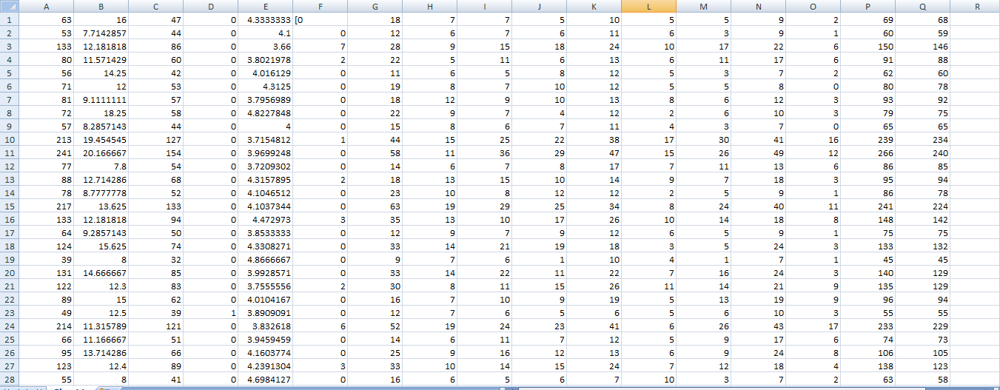 A B C D E F G H I J K L M N O P Q R
1 63 16 47 0 4.3333333 [0 18 7 7 5 10 5 5 9 2 69 68
2 53 7.7142857 44 0 4.1 0 12 6 7 6 11 6 3 9 1 60 59
3 133 12.181818 86 0 3.66 7 28 9 15 18 24 10 17 22 6 150 146
4 80 11.571429 60 0 3.8021978 2 22 5 11 6 13 6 11 17 6 91 88
5 56 14.25 42 0 4.016129 0 11 6 5 8 12 5 3 7 2 62 60
6 71 12 53 0 4.3125 0 19 8 7 10 12 5 5 8 0 80 78
7 81 9.1111111 57 0 3.7956989 0 18 12 9 10 13 8 6 12 3 93 92
8 72 18.25 58 0 4.8227848 0 22 9 7 4 12 2 6 10 3 79 75
9 57 8.2857143 44 0 4 0 15 8 6 7 11 4 3 7 0 65 65
10 213 19.454545 127 0 3.7154812 1 44 15 25 22 38 17 30 41 16 239 234
11 241 20.166667 154 0 3.9699248 0 58 11 36 29 47 15 26 49 12 266 240
12 77 7.8 54 0 3.7209302 0 14 6 7 8 17 7 11 13 6 86 85
13 88 12.714286 68 0 4.3157895 2 18 13 15 10 14 9 7 18 3 95 94
14 78 8.7777778 52 0 4.1046512 0 23 10 8 12 12 2 5 9 1 86 78
15 217 13.625 133 0 4.1037344 0 63 19 29 25 34 8 24 40 11 241 224
16 133 12.181818 94 0 4.472973 3 35 13 10 17 26 10 14 18 8 148 142
17 64 9.2857143 50 0 3.8533333 0 12 9 7 9 12 6 5 9 1 75 75
18 124 15.625 74 0 4.3308271 0 33 14 21 19 18 3 5 24 3 133 132
19 39 8 32 0 4.8666667 0 9 7 6 1 10 4 1 7 1 45 45
20 131 14.666667 85 0 3.9928571 0 33 14 22 11 22 7 16 24 3 140 129
21 122 12.3 83 0 3.7555556 2 30 8 11 15 26 11 14 21 9 135 129
22 89 15 62 0 4.0104167 0 16 7 10 9 19 5 13 19 9 96 94
23 49 12.5 39 1 3.8909091 0 12 7 6 5 6 5 6 10 3 55 55
24 214 11.315789 121 0 3.832618 6 52 19 24 23 41 6 26 43 17 233 229
25 66 11.166667 51 0 3.9459459 0 14 6 11 7 12 5 9 17 6 74 73
26 95 13.714286 66 0 4.1603774 0 25 9 16 12 13 6 9 24 8 106 105
27 123 12.4 89 0 4.2391304 3 33 10 14 15 24 7 12 18 4 138 123
28 55 8 41 0 4.6984127 0 16 6 5 6 7 10 3 7 2 63 58